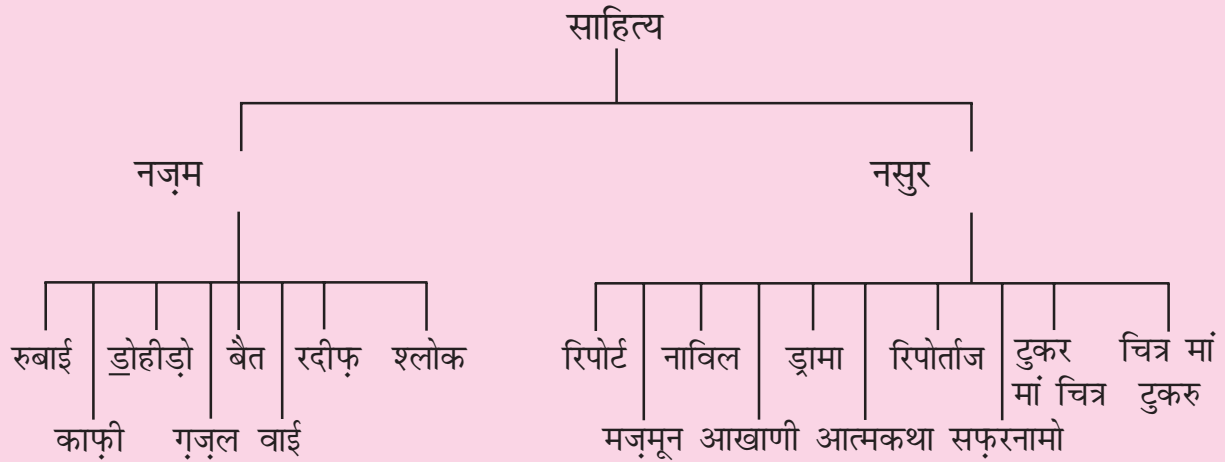 साहित्य
नज़म
नसुर
रुबाई
काफ़ी
ॾोहीड़ो
ग़ज़ल
बैत
वाई
रदीफ़
श्लोक
रिपोर्ट
मज़मून
नाविल
आखाणी
ड्रामा
आत्मकथा
रिपोर्ताज
सफ़रनामो
टुकर
मां चित्र
चित्र मां
टुकरु